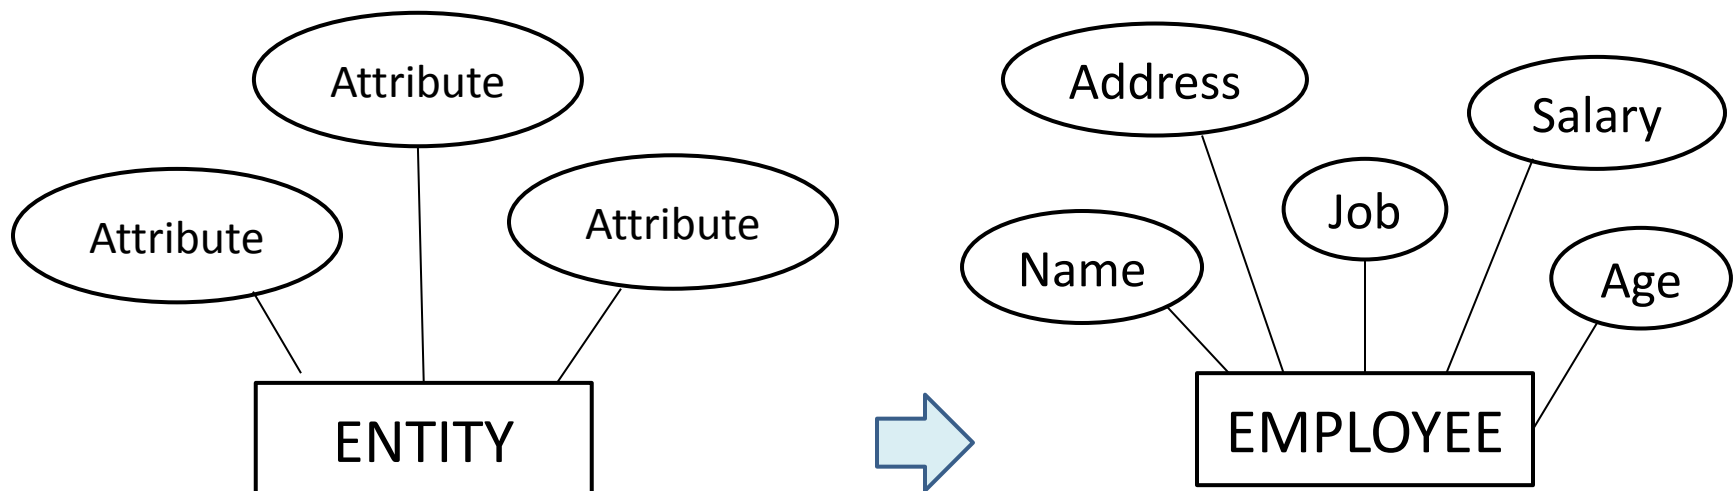 Attribute
Attribute
Attribute
ENTITY
Address
Salary
Job
Name
Age
EMPLOYEE